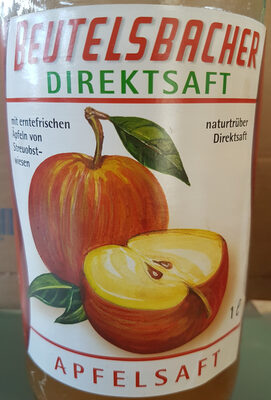 BEUTELSBACHER
DIREKTSAFT
mit erntefrischen
Äpfeln von
Streuobst-
wiesen
naturtrüber
Direktsaft
1 ℓ
APFELSAFT